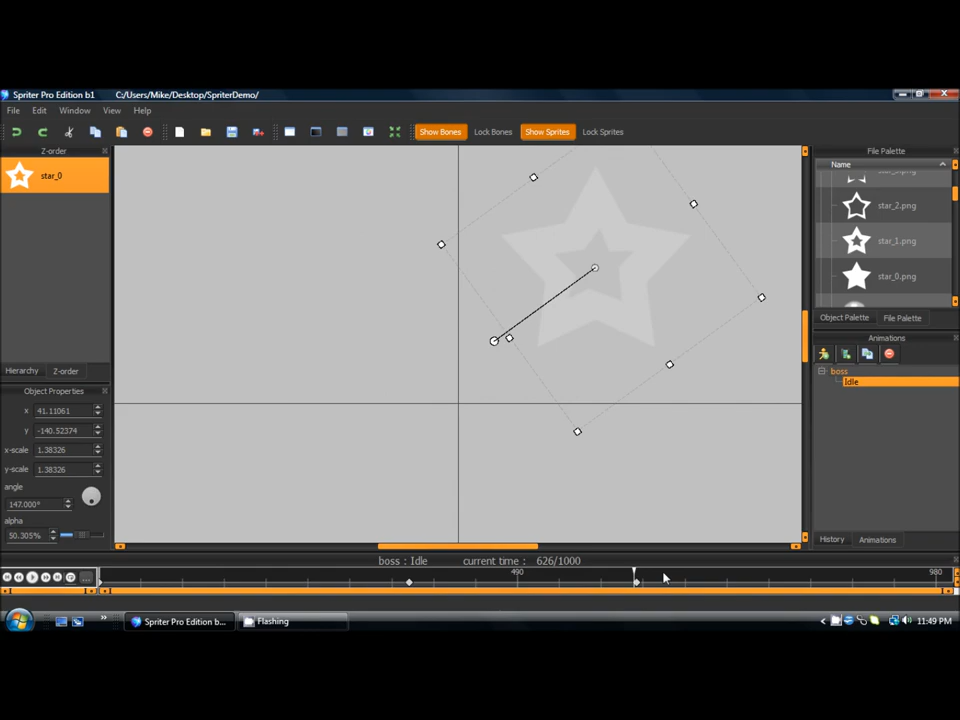 Spriter Pro Edition b1 C:/Users/Mike/Desktop/SpriterDemo/
File Edit Window View Help
Show Bones Lock Bones Show Sprites Lock Sprites
Z-order
star_0
Hierarchy Z-order
Object Properties
x 41.11061
y -140.52374
x-scale 1.38326
y-scale 1.38326
angle
147.000°
alpha
50.305%
File Palette
Name
star_2.png
star_1.png
star_0.png
Object Palette File Palette
Animations
boss
Idle
History Animations
boss : Idle current time : 626/1000
490 980
...
Spriter Pro Edition b... Flashing 11:49 PM